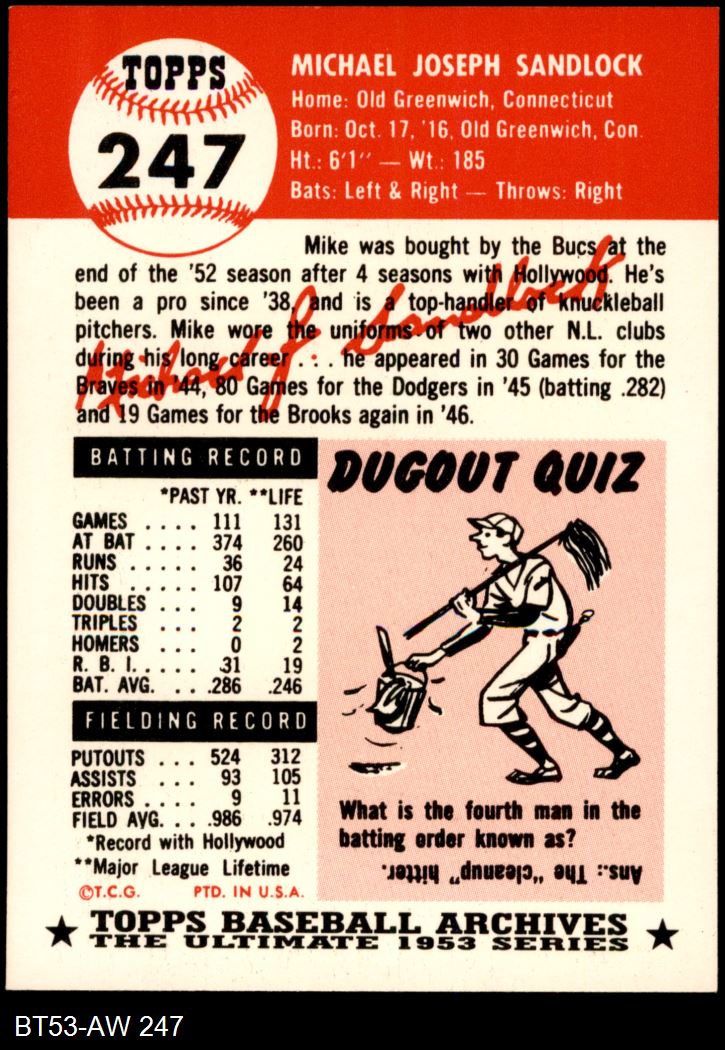 TOPPS
247
MICHAEL JOSEPH SANDLOCK
Home: Old Greenwich, Connecticut
Born: Oct. 17, '16, Old Greenwich, Con.
Ht.: 6'1" — Wt.: 185
Bats: Left & Right — Throws: Right
Mike was bought by the Bucs at the
end of the '52 season after 4 seasons with Hollywood. He's
been a pro since '38, and is a top-handler of knuckleball
pitchers. Mike wore the uniforms of two other N.L. clubs
during his long career . . . he appeared in 30 Games for the
Braves in '44, 80 Games for the Dodgers in '45 (batting .282)
and 19 Games for the Brooks again in '46.
Michael J. Sandlock
BATTING RECORD
*PAST YR. **LIFE
GAMES . . . . 111 131
AT BAT . . . . 374 260
RUNS . . . . 36 24
HITS . . . . . 107 64
DOUBLES . . . 9 14
TRIPLES . . . 2 2
HOMERS . . . 0 2
R. B. I. . . . . 31 19
BAT. AVG. . . . .286 .246
FIELDING RECORD
PUTOUTS . . . 524 312
ASSISTS . . . 93 105
ERRORS . . . . 9 11
FIELD AVG. . . .986 .974
*Record with Hollywood
**Major League Lifetime
©T.C.G. PTD. IN U.S.A.
DUGOUT QUIZ
What is the fourth man in the
batting order known as?
Ans.: The "cleanup" hitter.
★ TOPPS BASEBALL ARCHIVES ★
THE ULTIMATE 1953 SERIES
BT53-AW 247